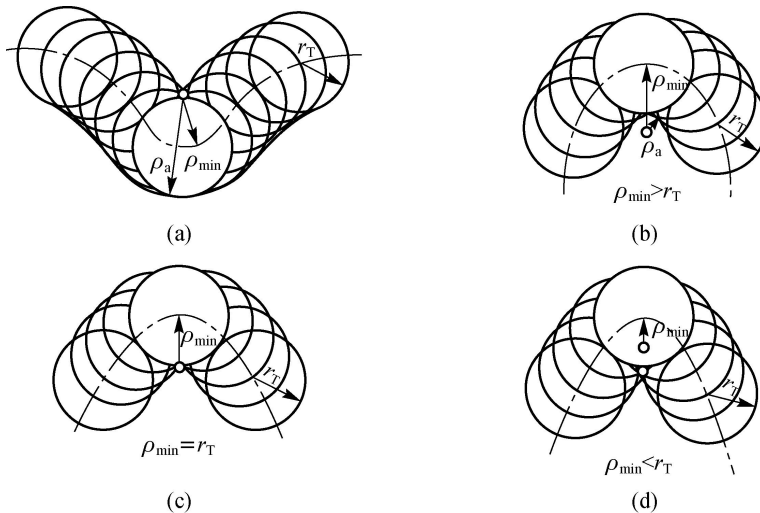 r_T
ρ_a
ρ_min
(a)
ρ_min
r_T
ρ_a
ρ_min>r_T
(b)
ρ_min
r_T
ρ_min=r_T
(c)
ρ_min
r_T
ρ_min<r_T
(d)